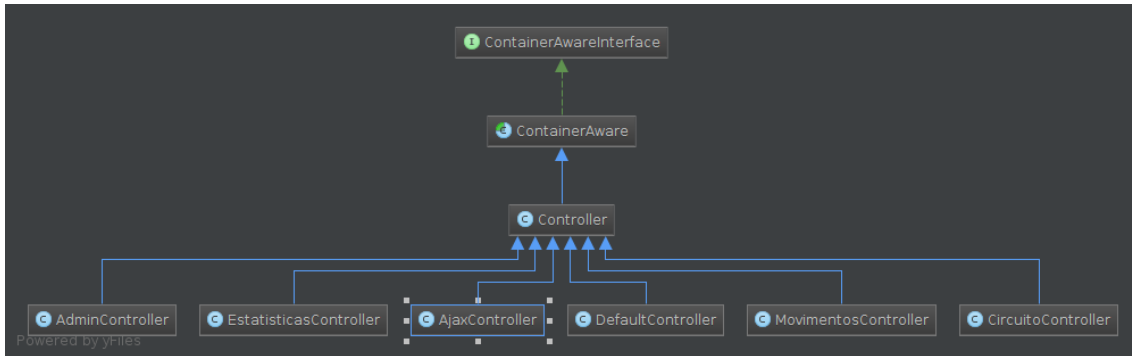 I ContainerAwareInterface
C ContainerAware
C Controller
C AdminController
C EstatisticasController
C AjaxController
C DefaultController
C MovimentosController
C CircuitoController
Powered by yFiles